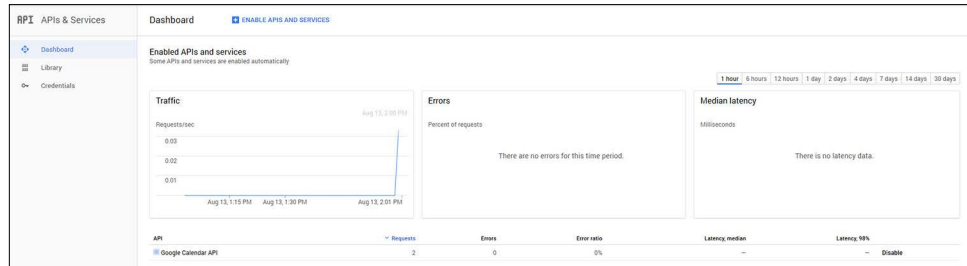 API APIs & Services
Dashboard
ENABLE APIS AND SERVICES
Dashboard
Library
Credentials
Enabled APIs and services
Some APIs and services are enabled automatically
1 hour 6 hours 12 hours 1 day 2 days 4 days 7 days 14 days 30 days
Traffic
Aug 13, 2:00 PM
Requests/sec
0.03
0.02
0.01
Aug 13, 1:15 PM Aug 13, 1:30 PM Aug 13, 2:01 PM
Errors
Percent of requests
There are no errors for this time period.
Median latency
Milliseconds
There is no latency data.
API Requests Errors Error ratio Latency, median Latency, 98%
Google Calendar API 2 0 0% – – Disable